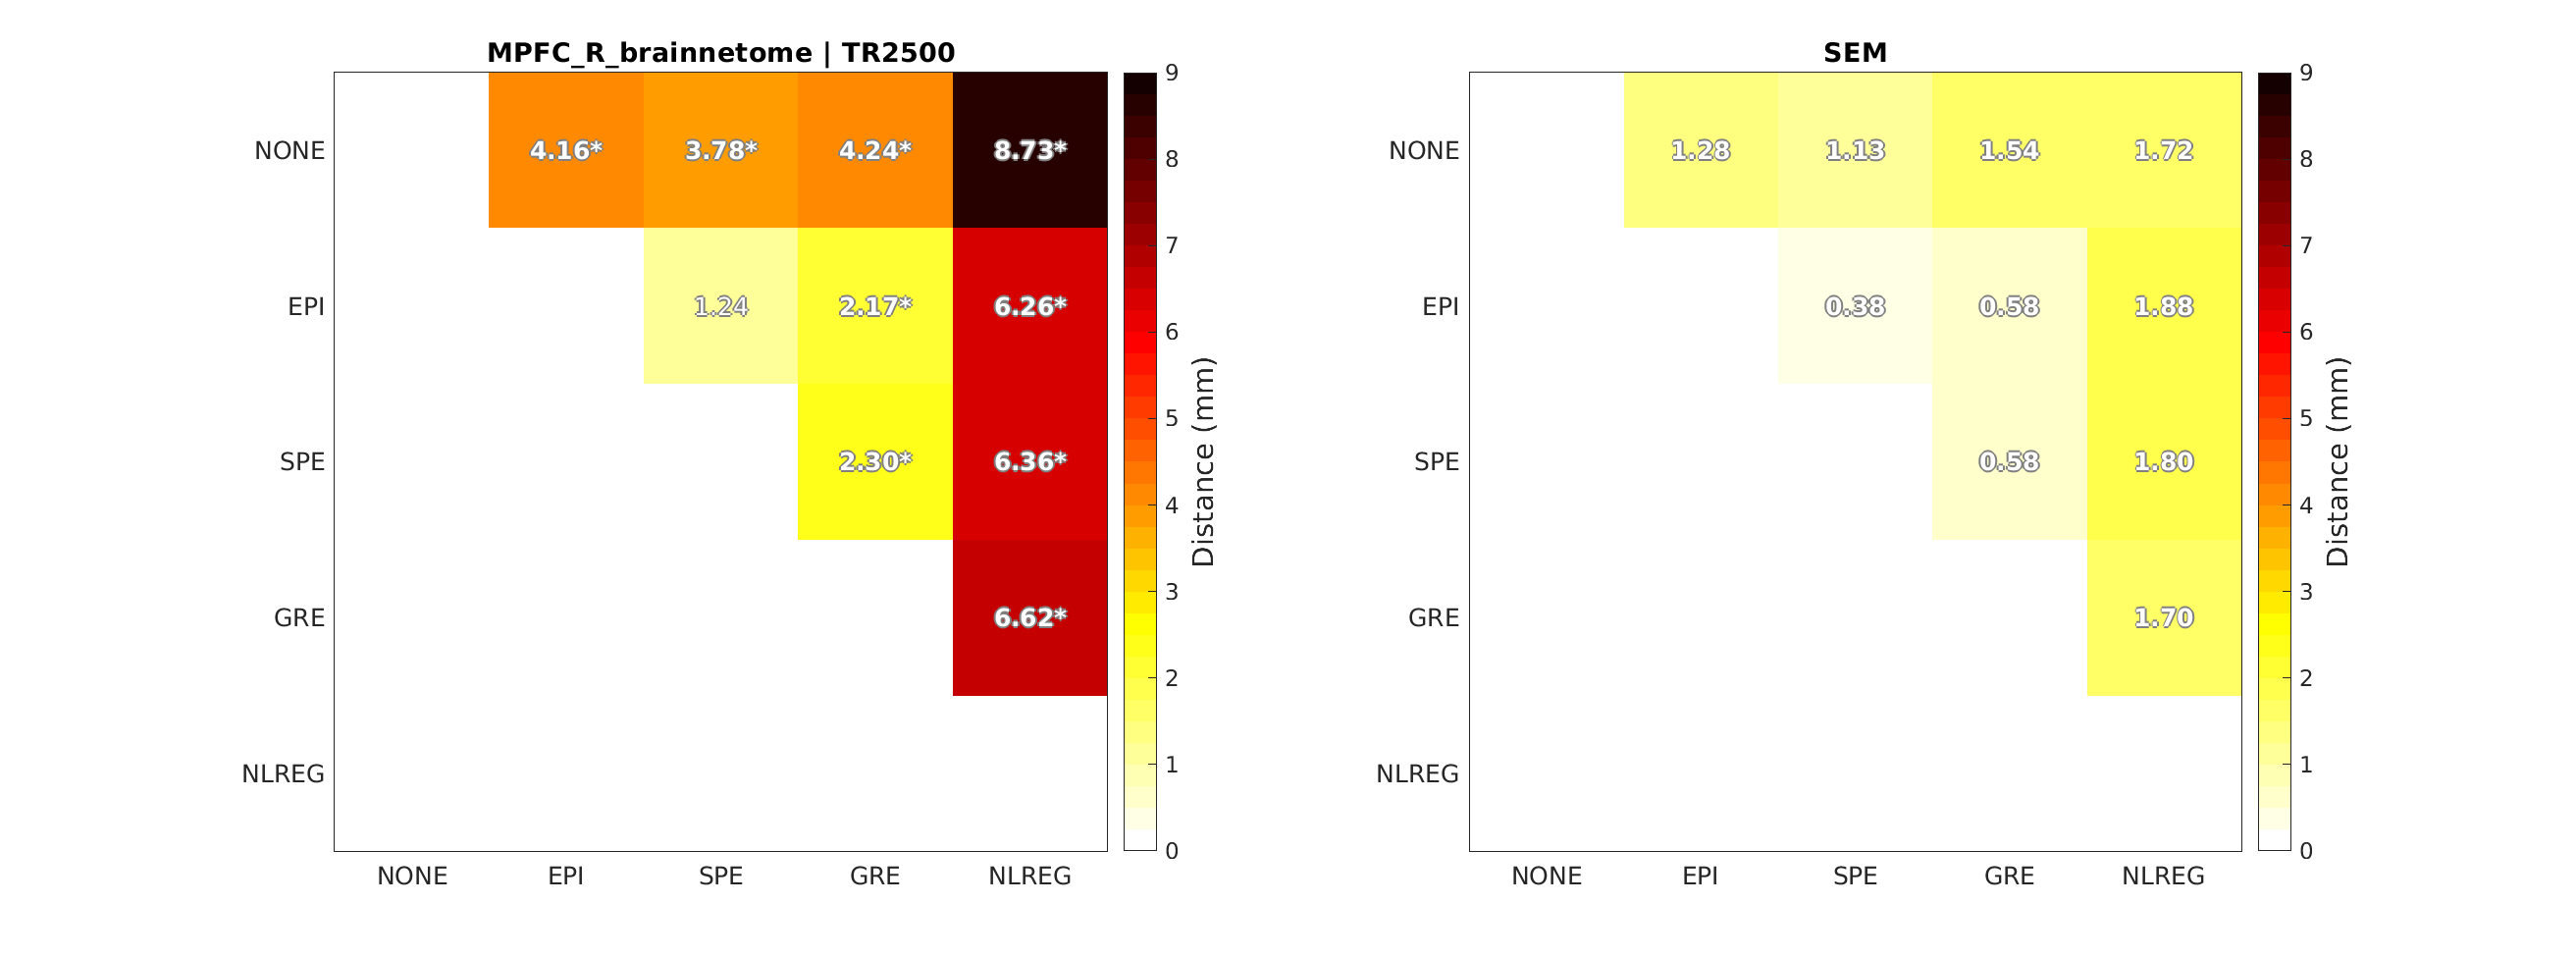 MPFC_R_brainnetome | TR2500
NONE
EPI
SPE
GRE
NLREG
4.16*
3.78*
4.24*
8.73*
1.24
2.17*
6.26*
2.30*
6.36*
6.62*
NONE
EPI
SPE
GRE
NLREG
9
8
7
6
5
4
3
2
1
0
Distance (mm)
SEM
NONE
EPI
SPE
GRE
NLREG
1.28
1.13
1.54
1.72
0.38
0.58
1.88
0.58
1.80
1.70
NONE
EPI
SPE
GRE
NLREG
9
8
7
6
5
4
3
2
1
0
Distance (mm)